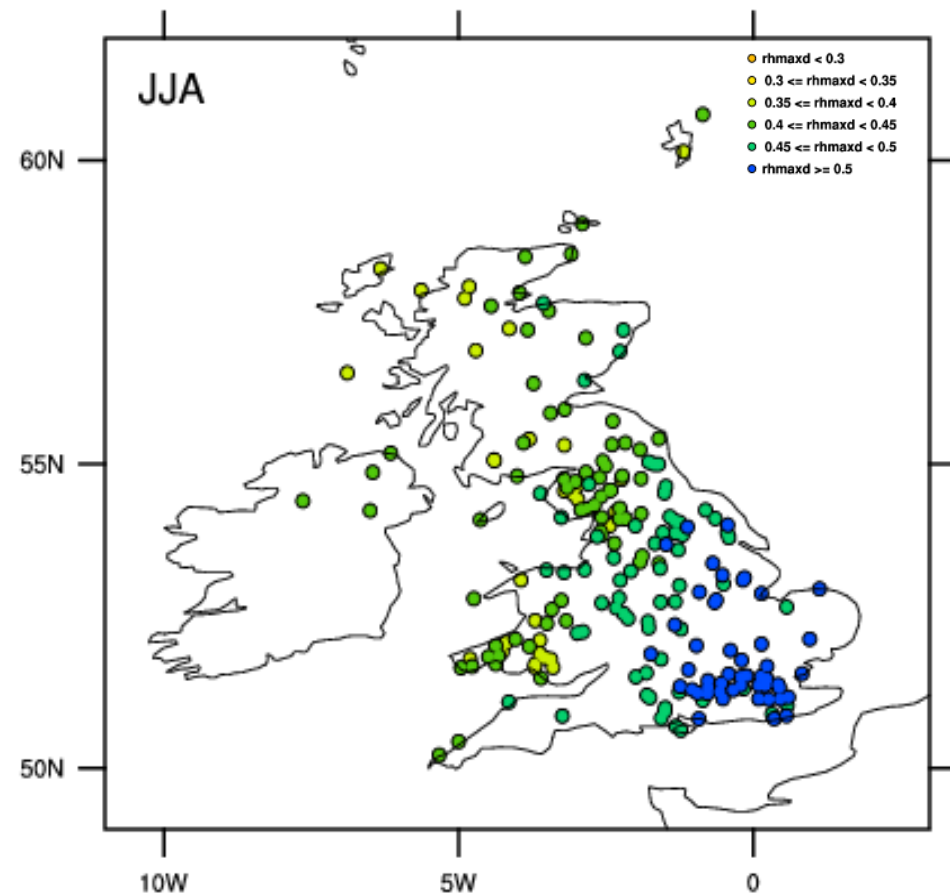 JJA
rhmaxd < 0.3
0.3 <= rhmaxd < 0.35
0.35 <= rhmaxd < 0.4
0.4 <= rhmaxd < 0.45
0.45 <= rhmaxd < 0.5
rhmaxd >= 0.5
60N
55N
50N
10W
5W
0